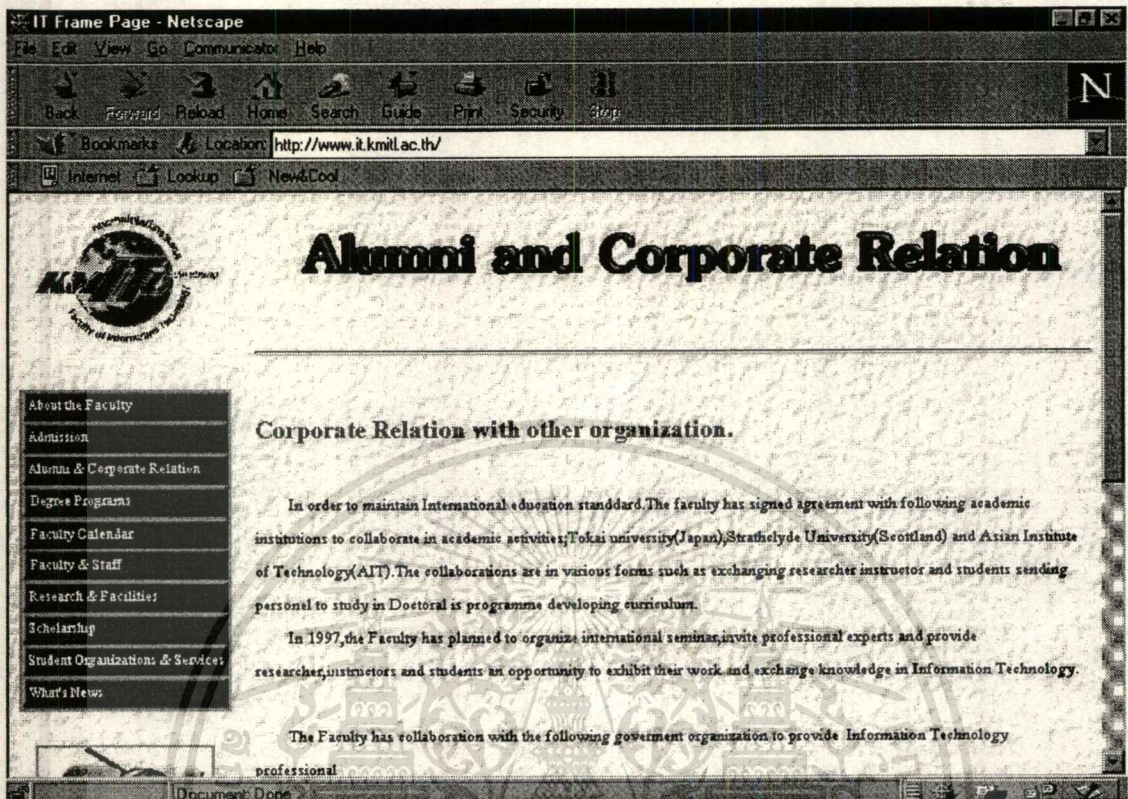 IT Frame Page - Netscape
File Edit View Go Communicator Help
Back Forward Reload Home Search Guide Print Security Stop
N
Bookmarks Location: http://www.it.kmitl.ac.th/
Internet Lookup New&Cool
Alumni and Corporate Relation
KMITL
Faculty of Information
About the Faculty
Admission
Alumni & Corporate Relation
Degree Programs
Faculty Calendar
Faculty & Staff
Research & Facilities
Scholarship
Student Organizations & Services
What's News
Corporate Relation with other organization.
In order to maintain International education standdard.The faculty has signed agreement with following academic
institutions to collaborate in academic activities;Tokai university(Japan),Strathclyde University(Scottland) and Asian Institute
of Technology(AIT).The collaborations are in various forms such as exchanging researcher instructor and students sending
personel to study in Doctoral is programme developing curriculum.
In 1997,the Faculty has planned to organize international seminar,invite professional experts and provide
researcher,instructors and students an opportunity to exhibit their work and exchange knowledge in Information Technology.
The Faculty has collaboration with the following goverment organization to provide Information Technology
professional
Document: Done